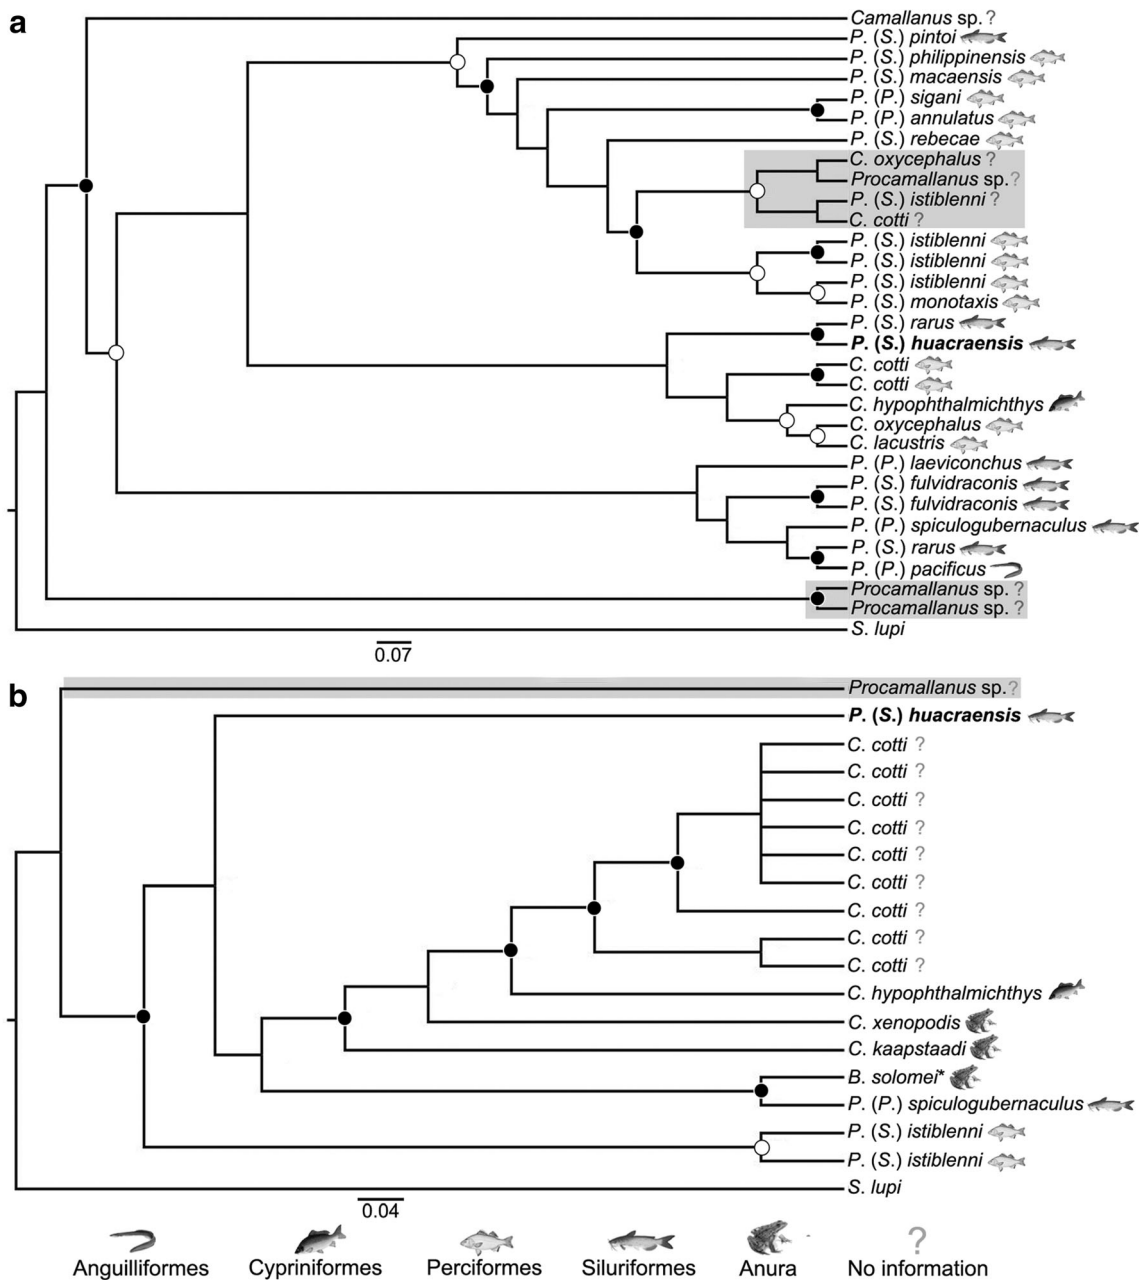 a
Camallanus sp. ?
P. (S.) pintoi
P. (S.) philippinensis
P. (S.) macaensis
P. (P.) sigani
P. (P.) annulatus
P. (S.) rebecae
C. oxycephalus ?
Procamallanus sp. ?
P. (S.) istiblenni ?
C. cotti ?
P. (S.) istiblenni
P. (S.) istiblenni
P. (S.) istiblenni
P. (S.) monotaxis
P. (S.) rarus
P. (S.) huacraensis
C. cotti
C. cotti
C. hypophthalmichthys
C. oxycephalus
C. lacustris
P. (P.) laeviconchus
P. (S.) fulvidraconis
P. (S.) fulvidraconis
P. (P.) spiculogubernaculus
P. (S.) rarus
P. (P.) pacificus
Procamallanus sp. ?
Procamallanus sp. ?
S. lupi
0.07
b
Procamallanus sp. ?
P. (S.) huacraensis
C. cotti ?
C. cotti ?
C. cotti ?
C. cotti ?
C. cotti ?
C. cotti ?
C. cotti ?
C. cotti ?
C. cotti ?
C. hypophthalmichthys
C. xenopodis
C. kaapstaadi
B. solomei*
P. (P.) spiculogubernaculus
P. (S.) istiblenni
P. (S.) istiblenni
S. lupi
0.04
?
Anguilliformes Cypriniformes Perciformes Siluriformes Anura No information